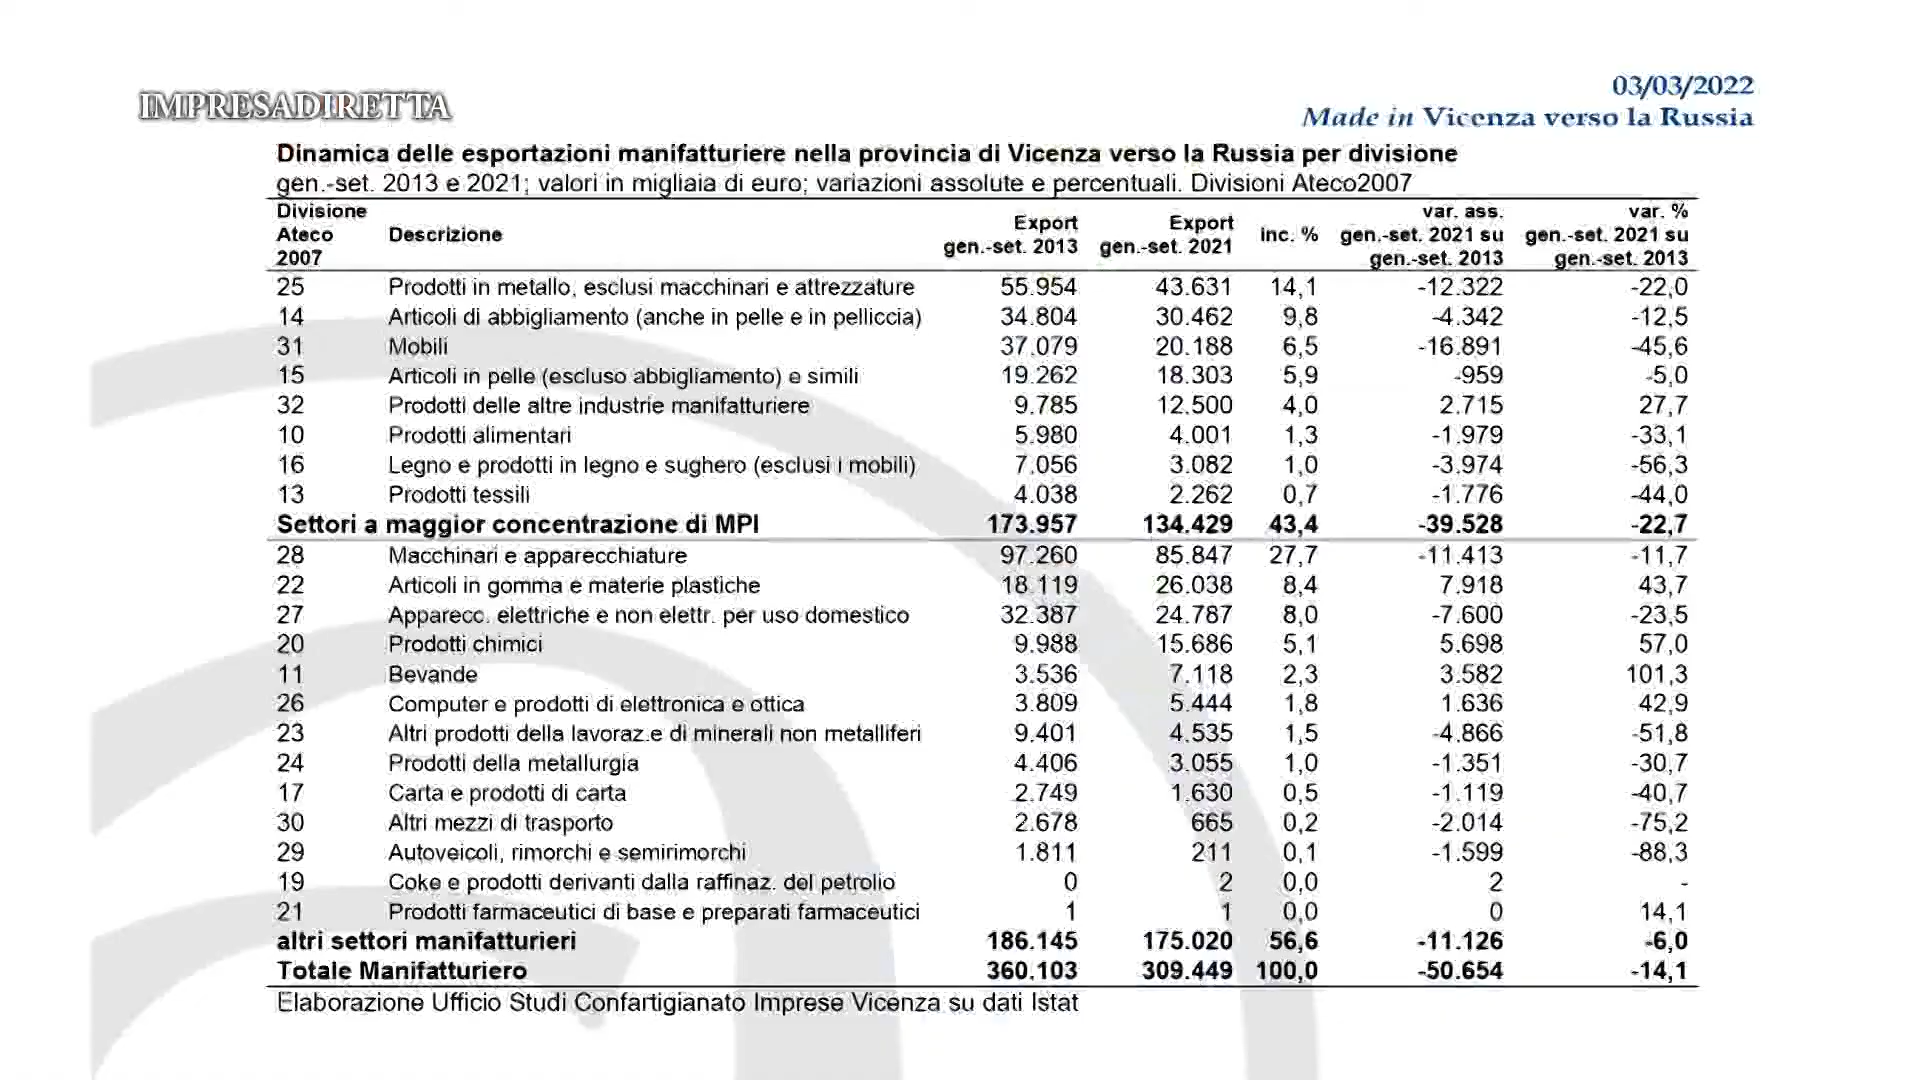 IMPRESADIRETTA
03/03/2022
Made in Vicenza verso la Russia
Dinamica delle esportazioni manifatturiere nella provincia di Vicenza verso la Russia per divisione
gen.-set. 2013 e 2021; valori in migliaia di euro; variazioni assolute e percentuali. Divisioni Ateco2007
Divisione Ateco 2007 Descrizione Export gen.-set. 2013 Export gen.-set. 2021 inc. % var. ass. gen.-set. 2021 su gen.-set. 2013 var. % gen.-set. 2021 su gen.-set. 2013
25 Prodotti in metallo, esclusi macchinari e attrezzature 55.954 43.631 14,1 -12.322 -22,0
14 Articoli di abbigliamento (anche in pelle e in pelliccia) 34.804 30.462 9,8 -4.342 -12,5
31 Mobili 37.079 20.188 6,5 -16.891 -45,6
15 Articoli in pelle (escluso abbigliamento) e simili 19.262 18.303 5,9 -959 -5,0
32 Prodotti delle altre industrie manifatturiere 9.785 12.500 4,0 2.715 27,7
10 Prodotti alimentari 5.980 4.001 1,3 -1.979 -33,1
16 Legno e prodotti in legno e sughero (esclusi i mobili) 7.056 3.082 1,0 -3.974 -56,3
13 Prodotti tessili 4.038 2.262 0,7 -1.776 -44,0
Settori a maggior concentrazione di MPI 173.957 134.429 43,4 -39.528 -22,7
28 Macchinari e apparecchiature 97.260 85.847 27,7 -11.413 -11,7
22 Articoli in gomma e materie plastiche 18.119 26.038 8,4 7.918 43,7
27 Apparecc. elettriche e non elettr. per uso domestico 32.387 24.787 8,0 -7.600 -23,5
20 Prodotti chimici 9.988 15.686 5,1 5.698 57,0
11 Bevande 3.536 7.118 2,3 3.582 101,3
26 Computer e prodotti di elettronica e ottica 3.809 5.444 1,8 1.636 42,9
23 Altri prodotti della lavoraz.e di minerali non metalliferi 9.401 4.535 1,5 -4.866 -51,8
24 Prodotti della metallurgia 4.406 3.055 1,0 -1.351 -30,7
17 Carta e prodotti di carta 2.749 1.630 0,5 -1.119 -40,7
30 Altri mezzi di trasporto 2.678 665 0,2 -2.014 -75,2
29 Autoveicoli, rimorchi e semirimorchi 1.811 211 0,1 -1.599 -88,3
19 Coke e prodotti derivanti dalla raffinaz. del petrolio 0 2 0,0 2 -
21 Prodotti farmaceutici di base e preparati farmaceutici 1 1 0,0 0 14,1
altri settori manifatturieri 186.145 175.020 56,6 -11.126 -6,0
Totale Manifatturiero 360.103 309.449 100,0 -50.654 -14,1
Elaborazione Ufficio Studi Confartigianato Imprese Vicenza su dati Istat